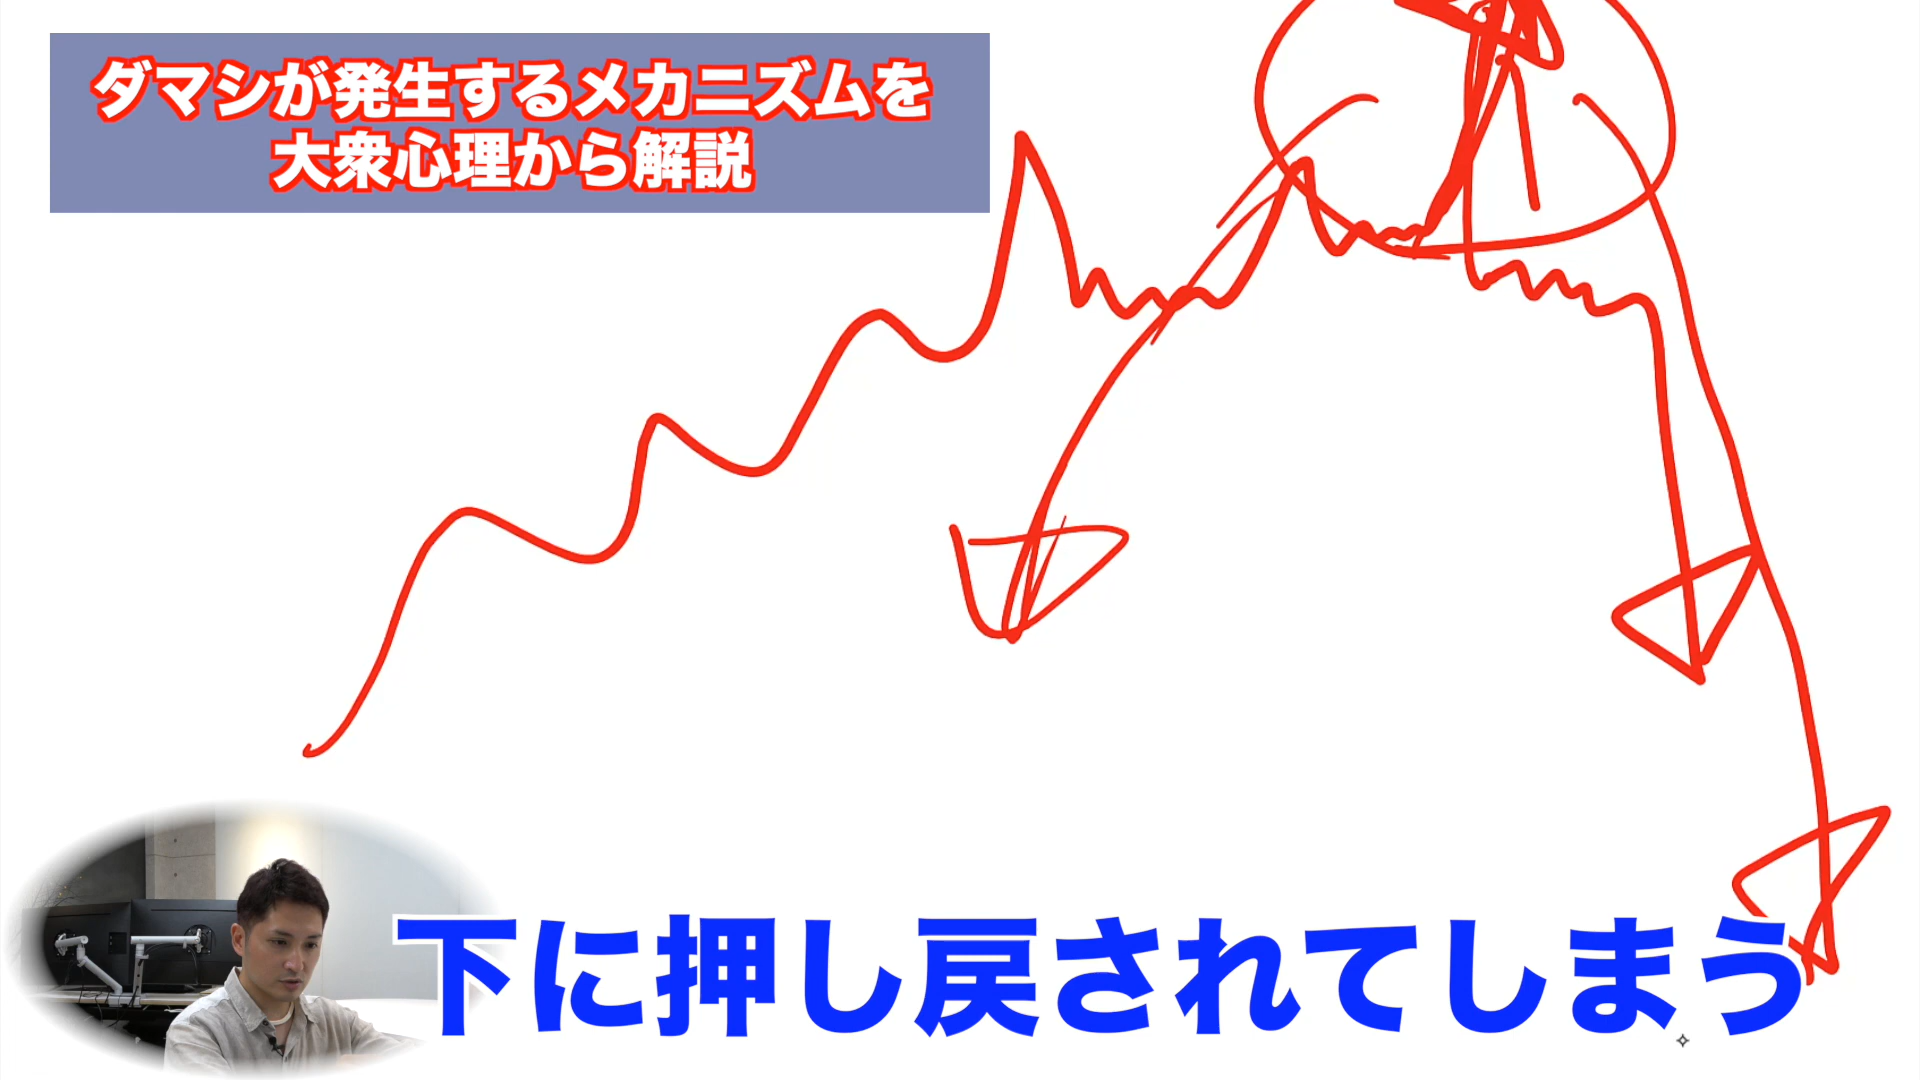 ダマシが発生するメカニズムを
大衆心理から解説
下に押し戻されてしまう